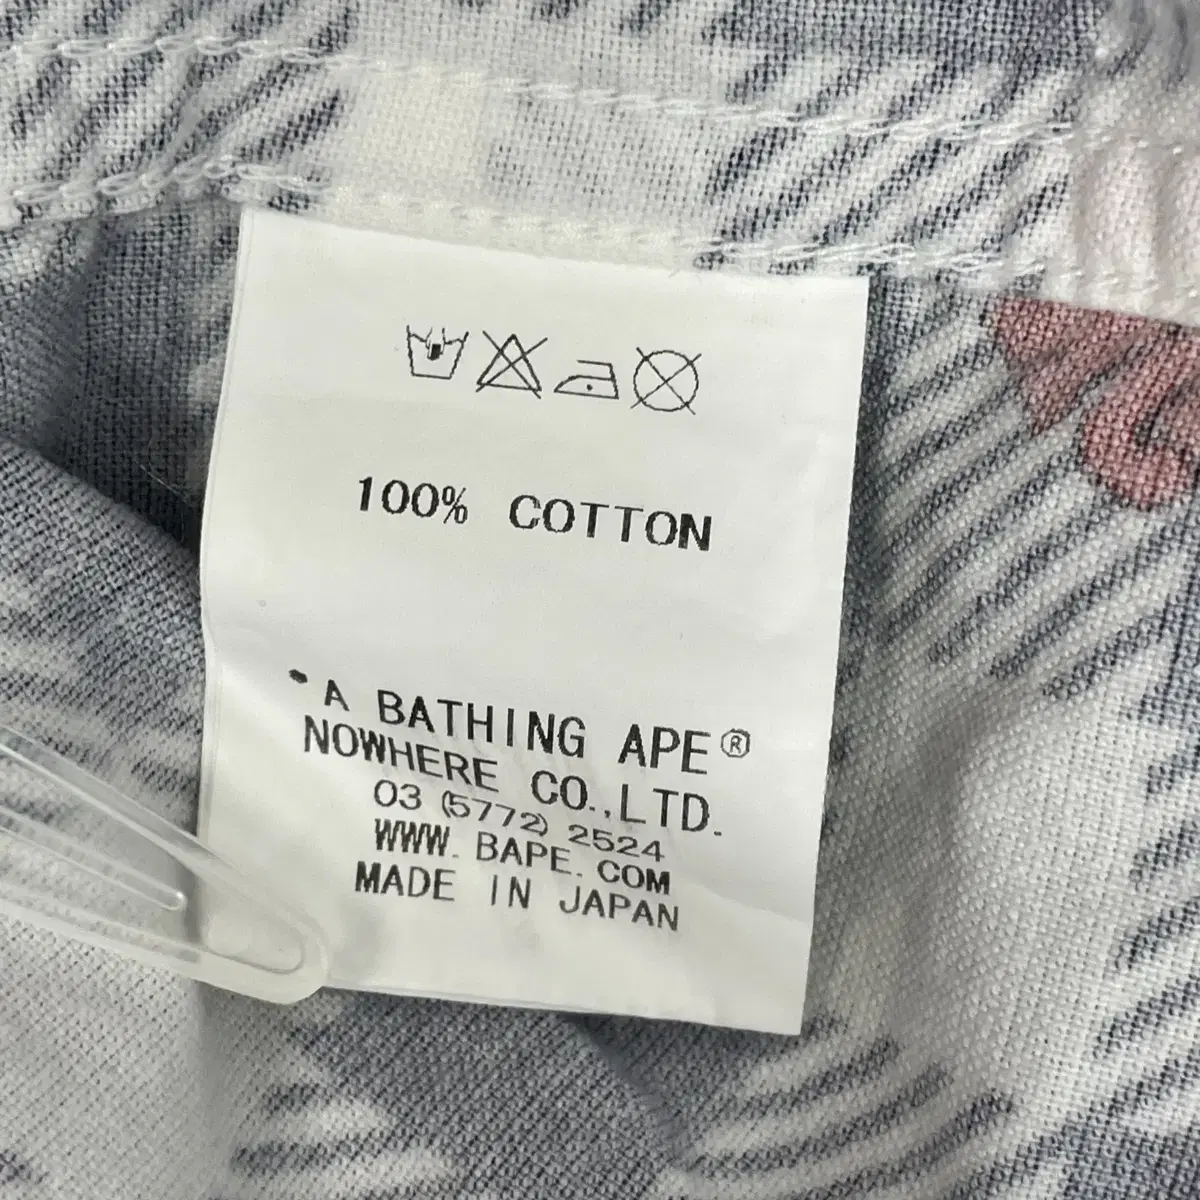 100% COTTON
"A BATHING APE®
NOWHERE CO.,LTD.
03 (5772) 2524
WWW. BAPE. COM
MADE IN JAPAN